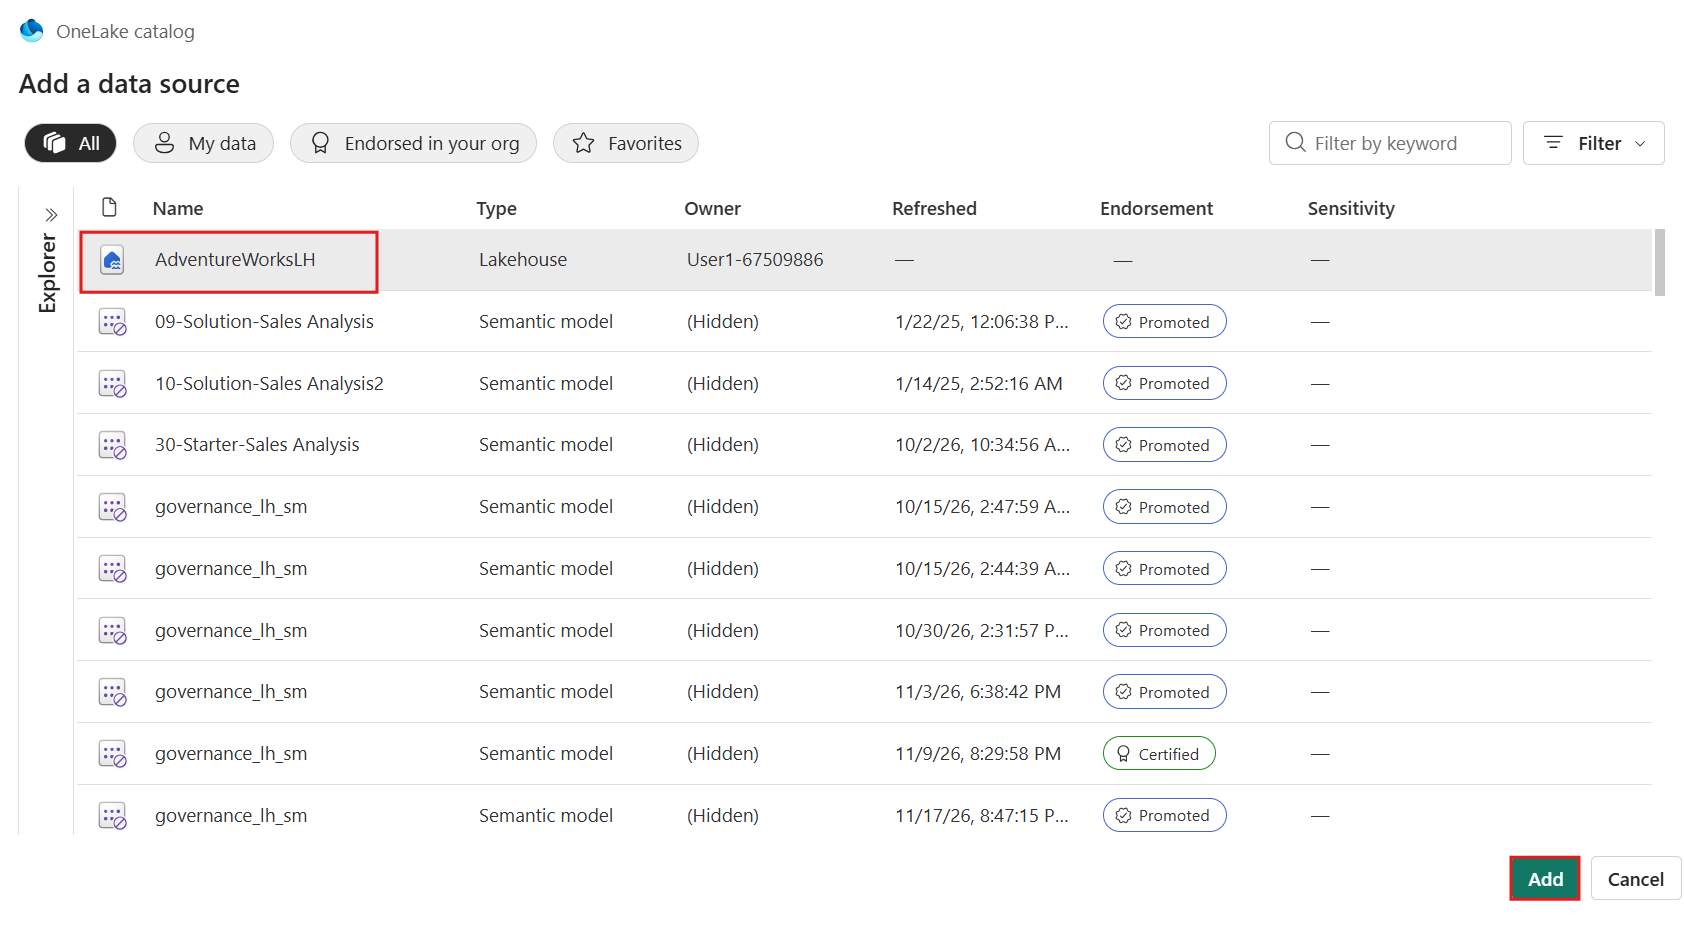 OneLake catalog
Add a data source
All My data Endorsed in your org Favorites Filter by keyword Filter
Explorer
Name Type Owner Refreshed Endorsement Sensitivity
AdventureWorksLH Lakehouse User1-67509886 — — —
09-Solution-Sales Analysis Semantic model (Hidden) 1/22/25, 12:06:38 P... Promoted —
10-Solution-Sales Analysis2 Semantic model (Hidden) 1/14/25, 2:52:16 AM Promoted —
30-Starter-Sales Analysis Semantic model (Hidden) 10/2/26, 10:34:56 A... Promoted —
governance_lh_sm Semantic model (Hidden) 10/15/26, 2:47:59 A... Promoted —
governance_lh_sm Semantic model (Hidden) 10/15/26, 2:44:39 A... Promoted —
governance_lh_sm Semantic model (Hidden) 10/30/26, 2:31:57 P... Promoted —
governance_lh_sm Semantic model (Hidden) 11/3/26, 6:38:42 PM Promoted —
governance_lh_sm Semantic model (Hidden) 11/9/26, 8:29:58 PM Certified —
governance_lh_sm Semantic model (Hidden) 11/17/26, 8:47:15 P... Promoted —
Add Cancel